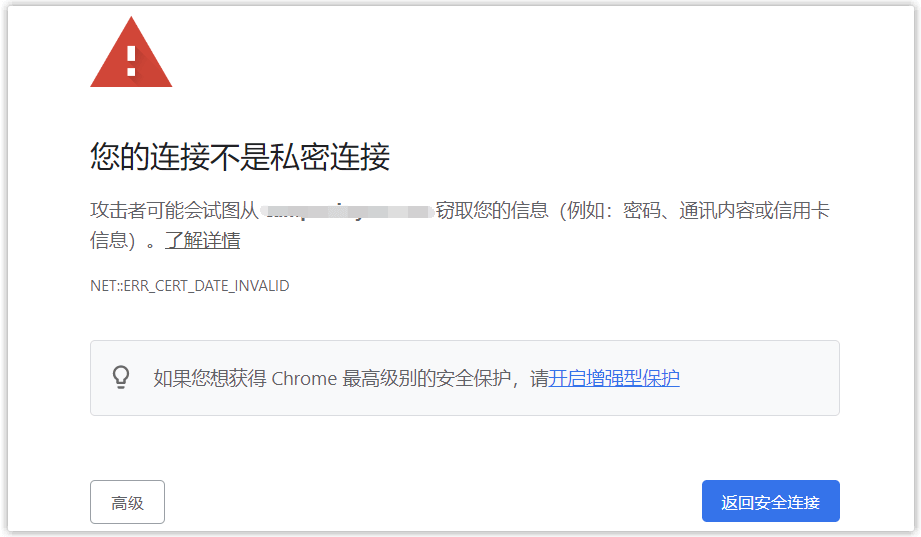 您的连接不是私密连接
攻击者可能会试图从 窃取您的信息（例如：密码、通讯内容或信用卡
信息）。了解详情
NET::ERR_CERT_DATE_INVALID
如果您想获得 Chrome 最高级别的安全保护，请开启增强型保护
高级
返回安全连接